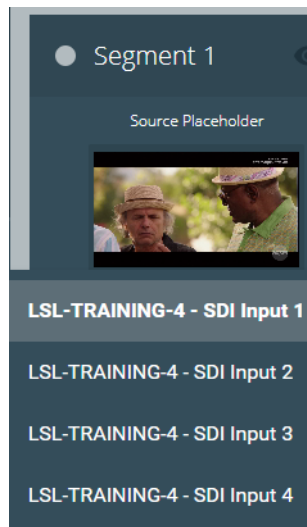 Segment 1
Source Placeholder
LSL-TRAINING-4 - SDI Input 1
LSL-TRAINING-4 - SDI Input 2
LSL-TRAINING-4 - SDI Input 3
LSL-TRAINING-4 - SDI Input 4